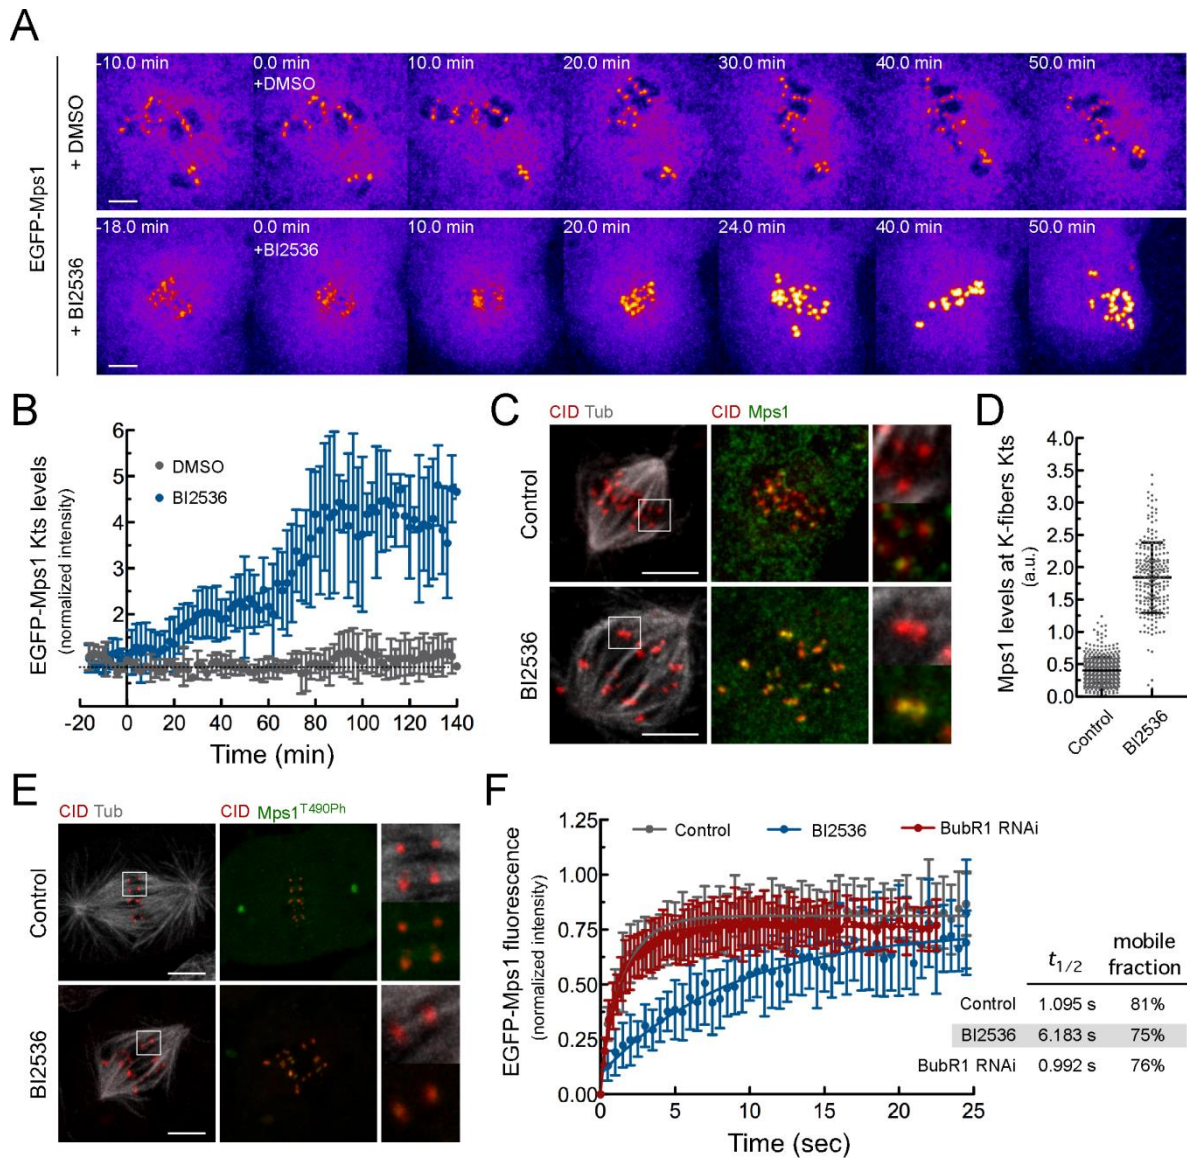 A
EGFP-Mps1
+ DMSO
-10.0 min
0.0 min
+DMSO
10.0 min
20.0 min
30.0 min
40.0 min
50.0 min
+ BI2536
-18.0 min
0.0 min
+BI2536
10.0 min
20.0 min
24.0 min
40.0 min
50.0 min
B
EGFP-Mps1 Kts levels
(normalized intensity)
6
5
4
3
2
DMSO
BI2536
-20 0 20 40 60 80 100 120 140
Time (min)
C
CID Tub
CID Mps1
Control
BI2536
D
Mps1 levels at K-fibers Kts
(a.u.)
4.0
3.5
3.0
2.5
2.0
1.5
1.0
0.5
0.0
Control
BI2536
E
CID Tub
CID Mps1T490Ph
Control
BI2536
F
EGFP-Mps1 fluorescence
(normalized intensity)
1.25
1.00
0.75
0.50
0.25
0.00
Control
BI2536
BubR1 RNAi
0 5 10 15 20 25
Time (sec)
t1/2 mobile fraction
Control 1.095 s 81%
BI2536 6.183 s 75%
BubR1 RNAi 0.992 s 76%